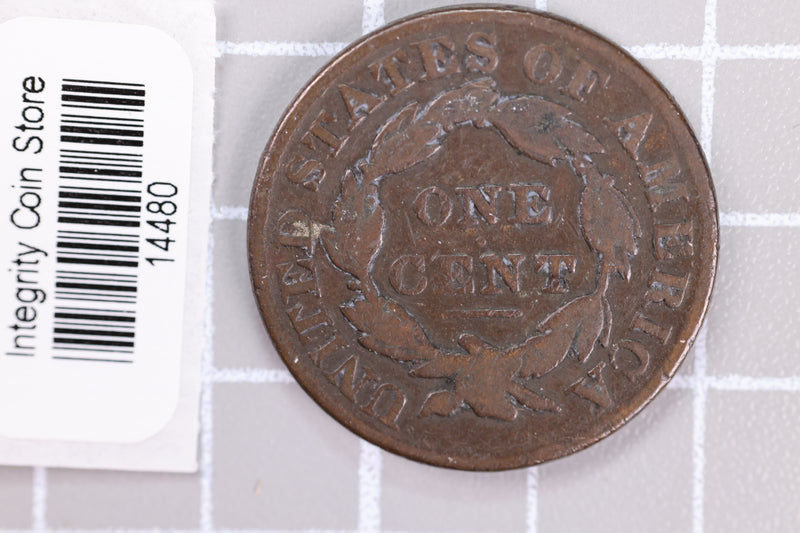 Integrity Coin Store
14480
UNITED STATES OF AMERICA
ONE
CENT